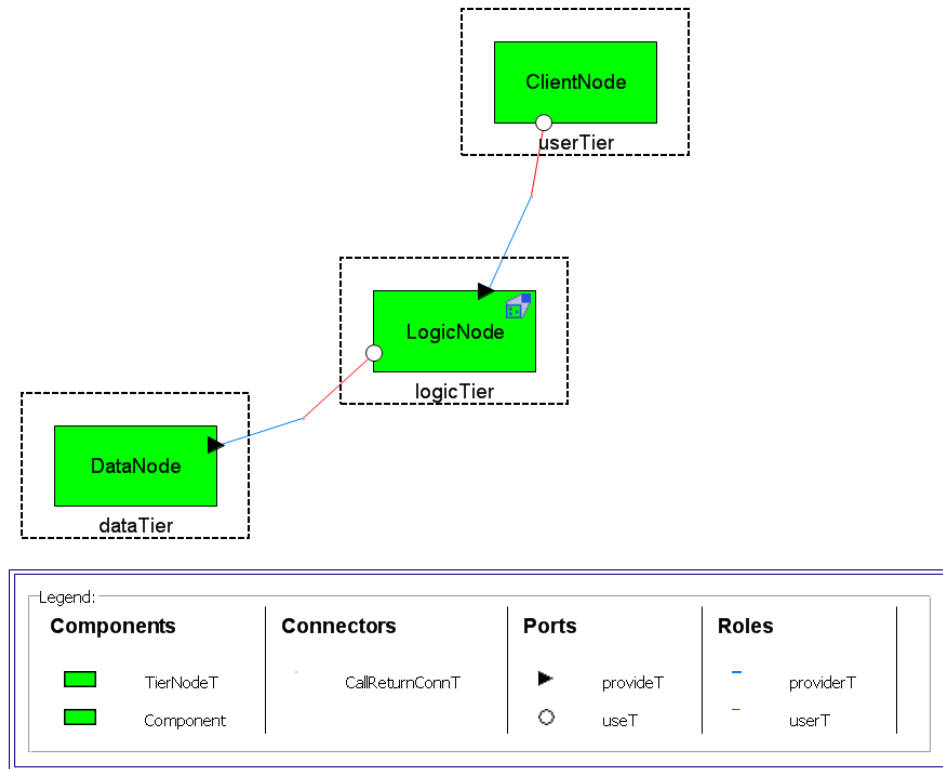 ClientNode
userTier
LogicNode
logicTier
DataNode
dataTier
Legend:
Components Connectors Ports Roles
TierNodeT CallReturnConnT provideT providerT
Component useT userT